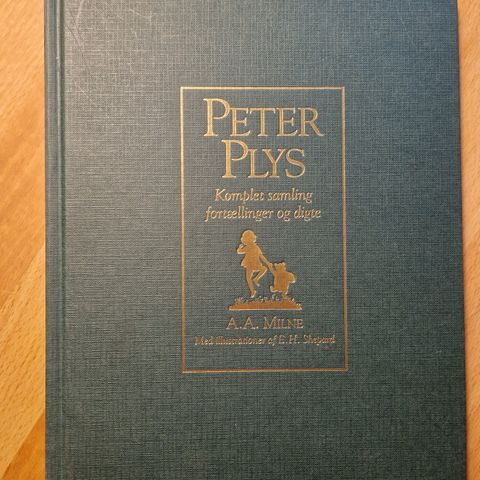 PETER
PLYS
Komplet samling
fortællinger og digte
A.A. MILNE
Med illustrationer af E.H. Shepard